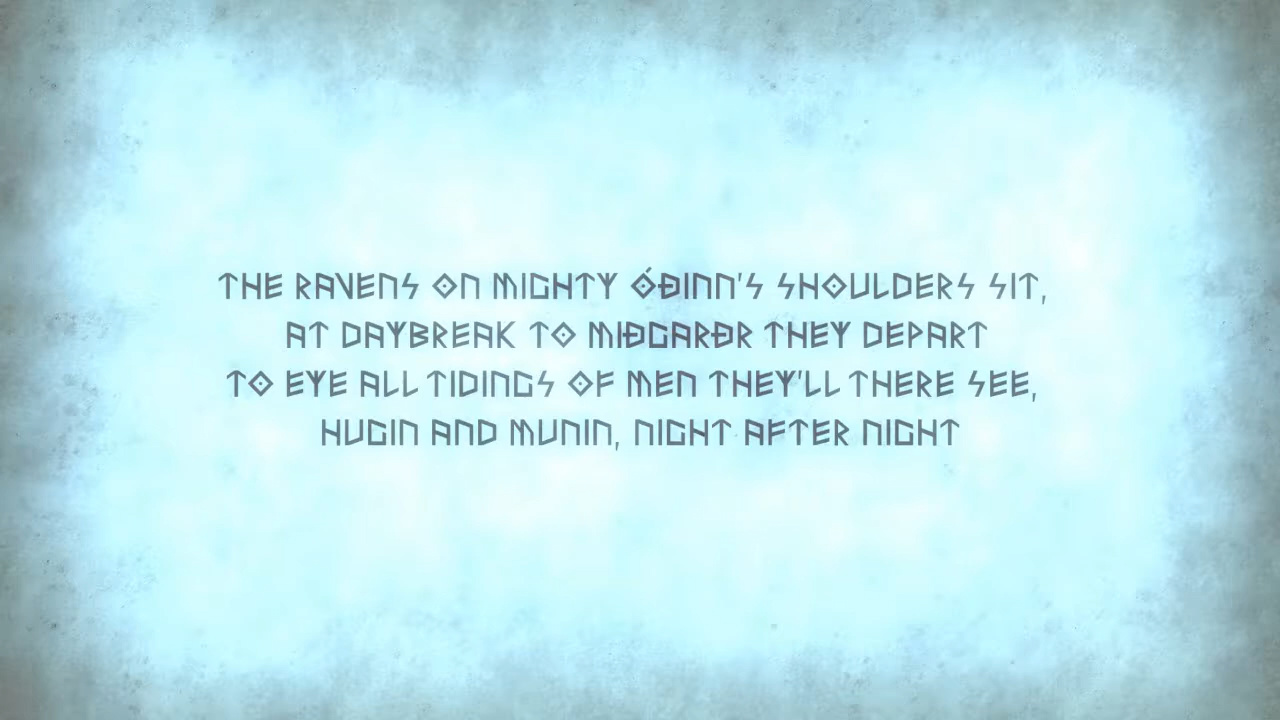 THE RAVENS ON MIGHTY ÓÐINN'S SHOULDERS SIT,
AT DAYBREAK TO MIÐGARÐR THEY DEPART
TO EYE ALL TIDINGS OF MEN THEY'LL THERE SEE,
HUGIN AND MUNIN, NIGHT AFTER NIGHT